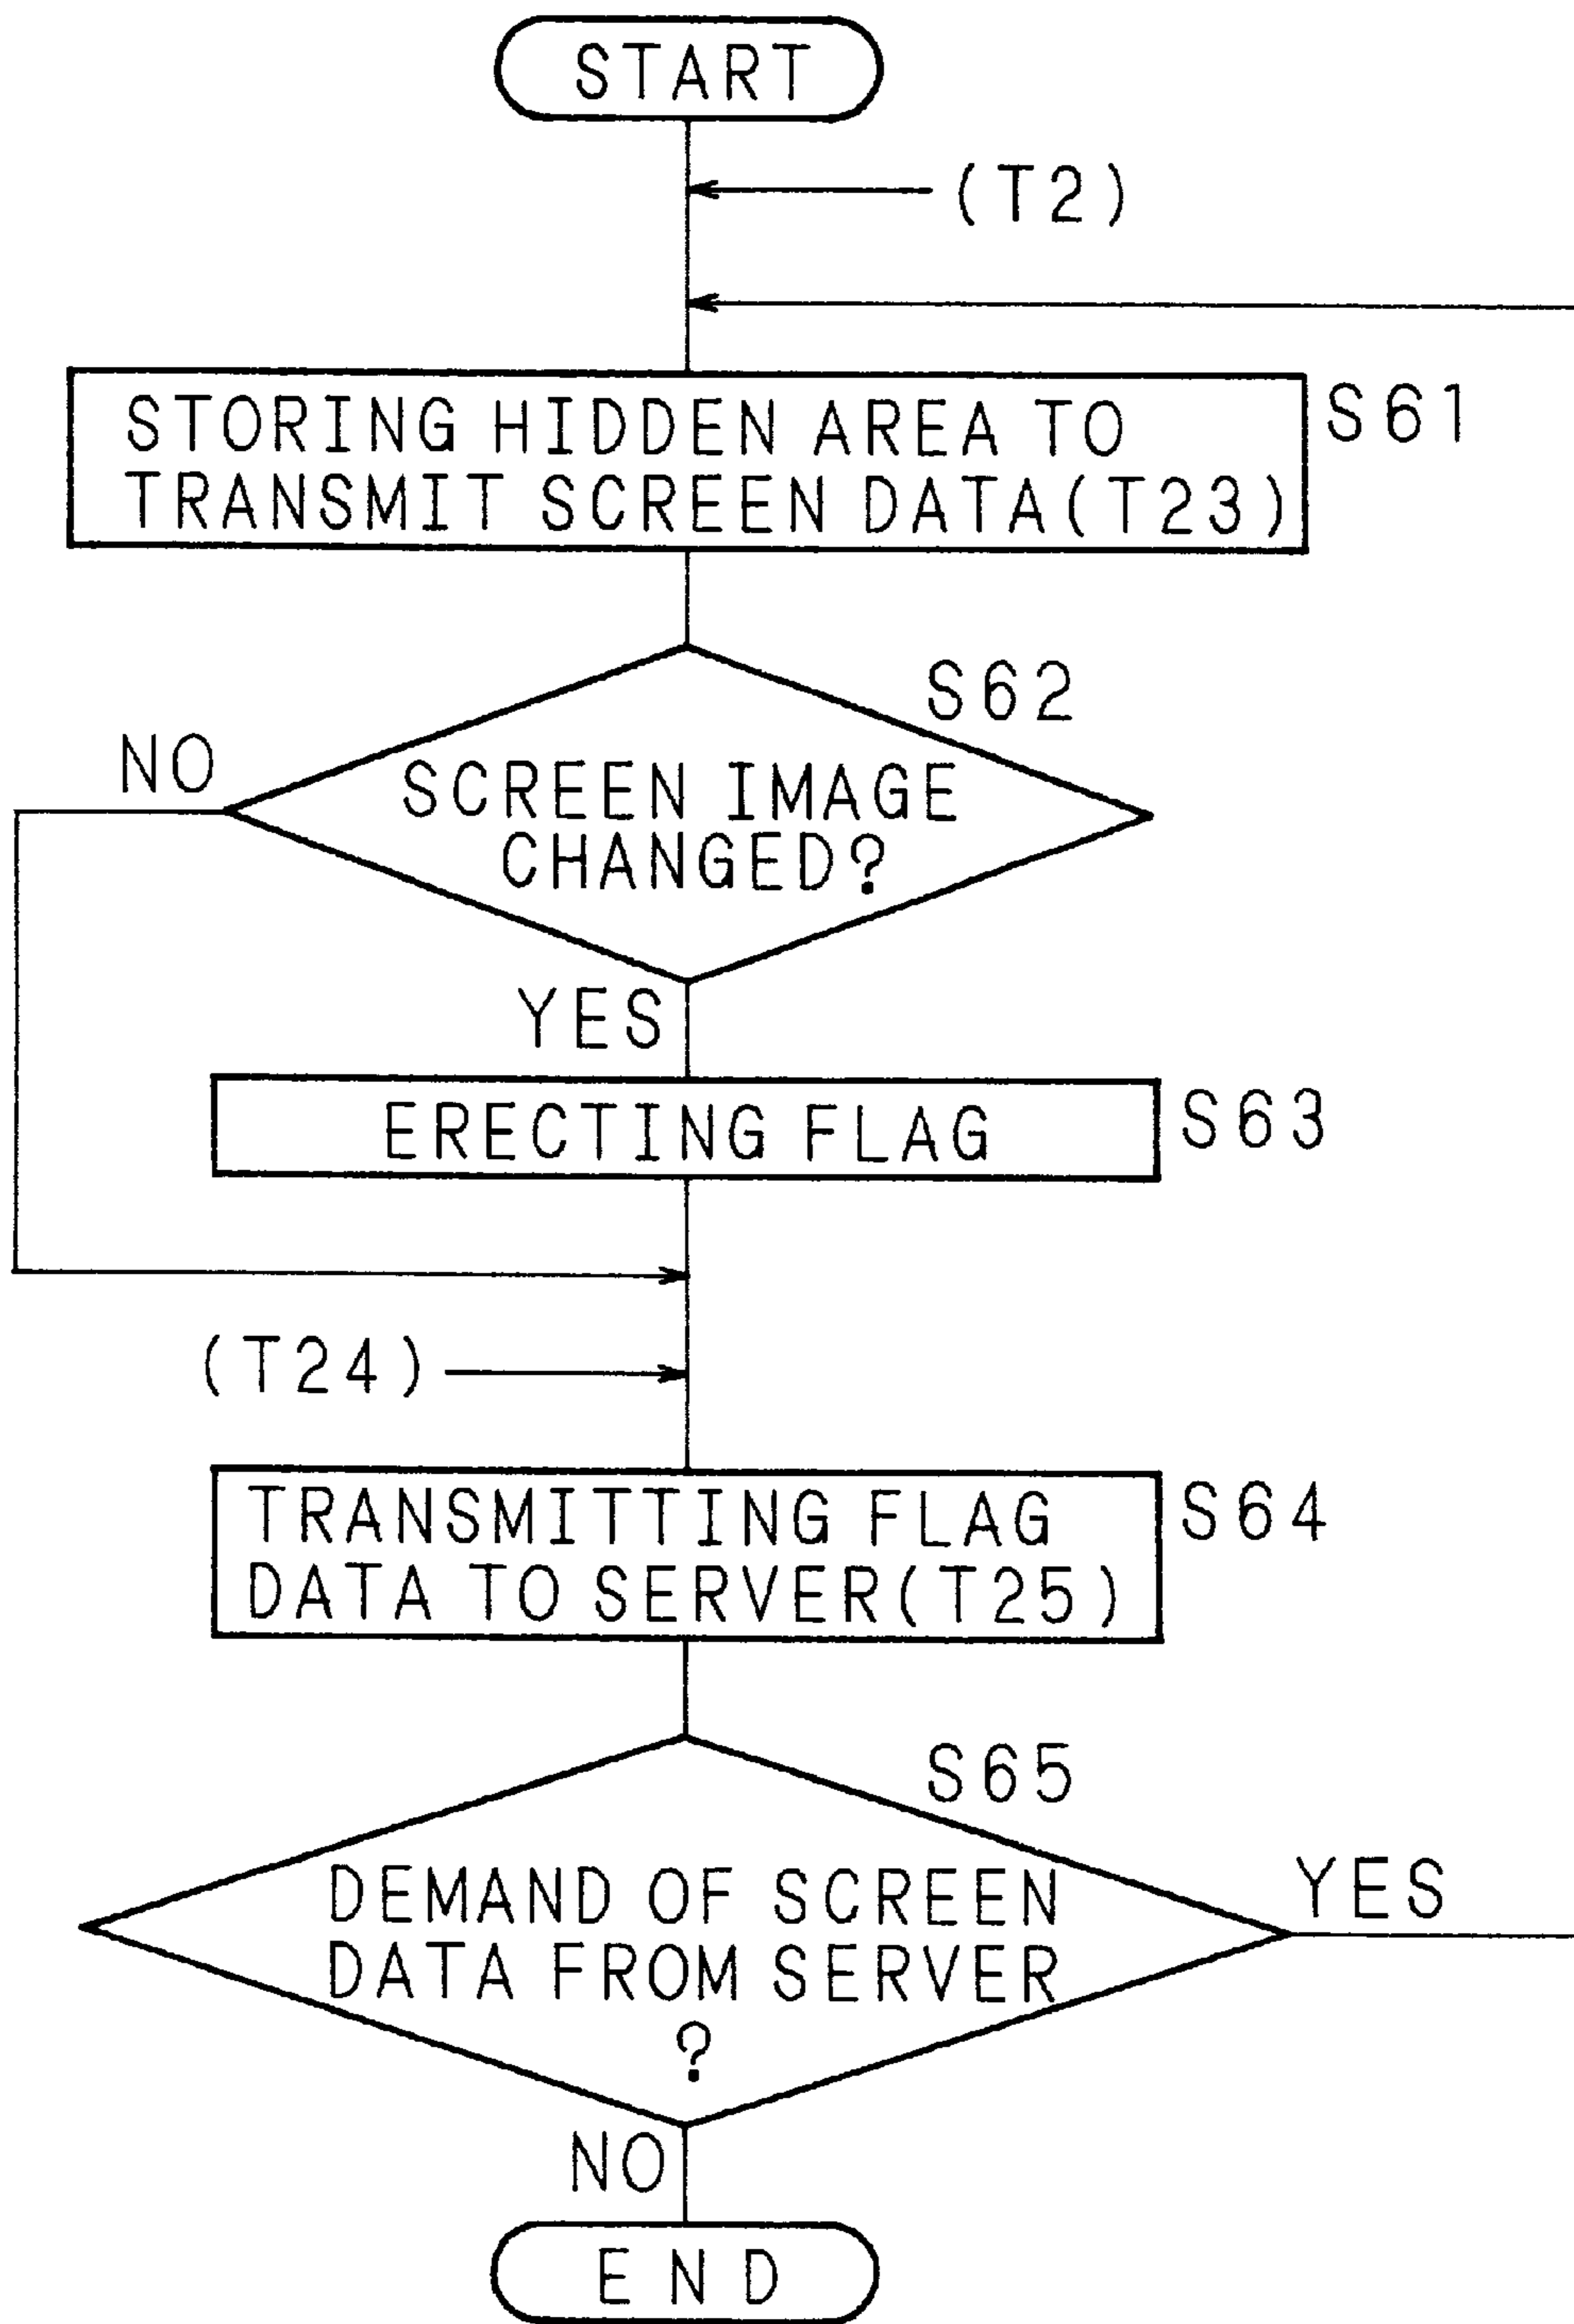 START
(T2)
STORING HIDDEN AREA TO
TRANSMIT SCREEN DATA(T23)
S61
S62
NO
SCREEN IMAGE
CHANGED?
YES
ERECTING FLAG
S63
(T24)
TRANSMITTING FLAG
DATA TO SERVER(T25)
S64
S65
DEMAND OF SCREEN
DATA FROM SERVER
?
YES
NO
END